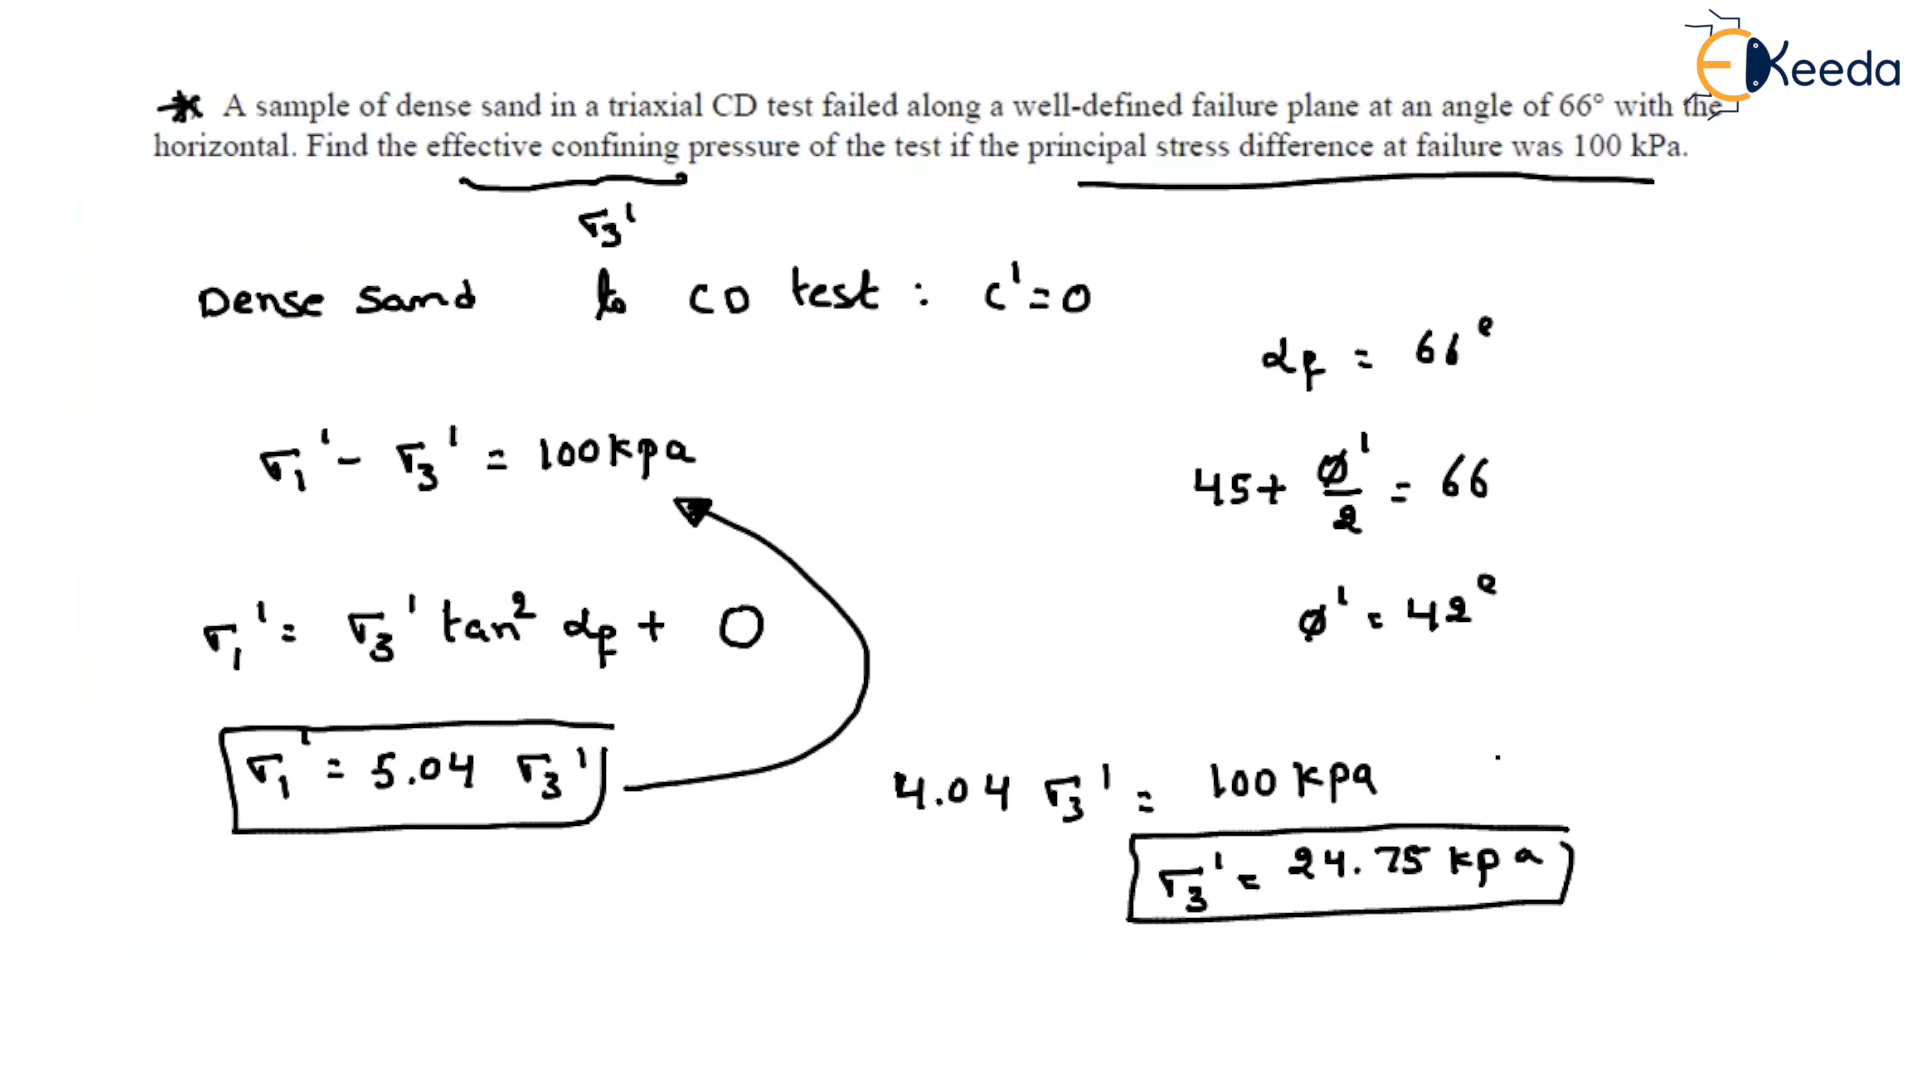 EKeeda
* A sample of dense sand in a triaxial CD test failed along a well-defined failure plane at an angle of 66° with the
horizontal. Find the effective confining pressure of the test if the principal stress difference at failure was 100 kPa.
σ3'
Dense sand to CD test : c' = 0
αf = 66°
σ1' - σ3' = 100 kpa
45 + ø'/2 = 66
ø' = 42°
σ1' = σ3' tan² αf + 0
σ1' = 5.04 σ3'
4.04 σ3' = 100 kpa
σ3' = 24.75 kpa